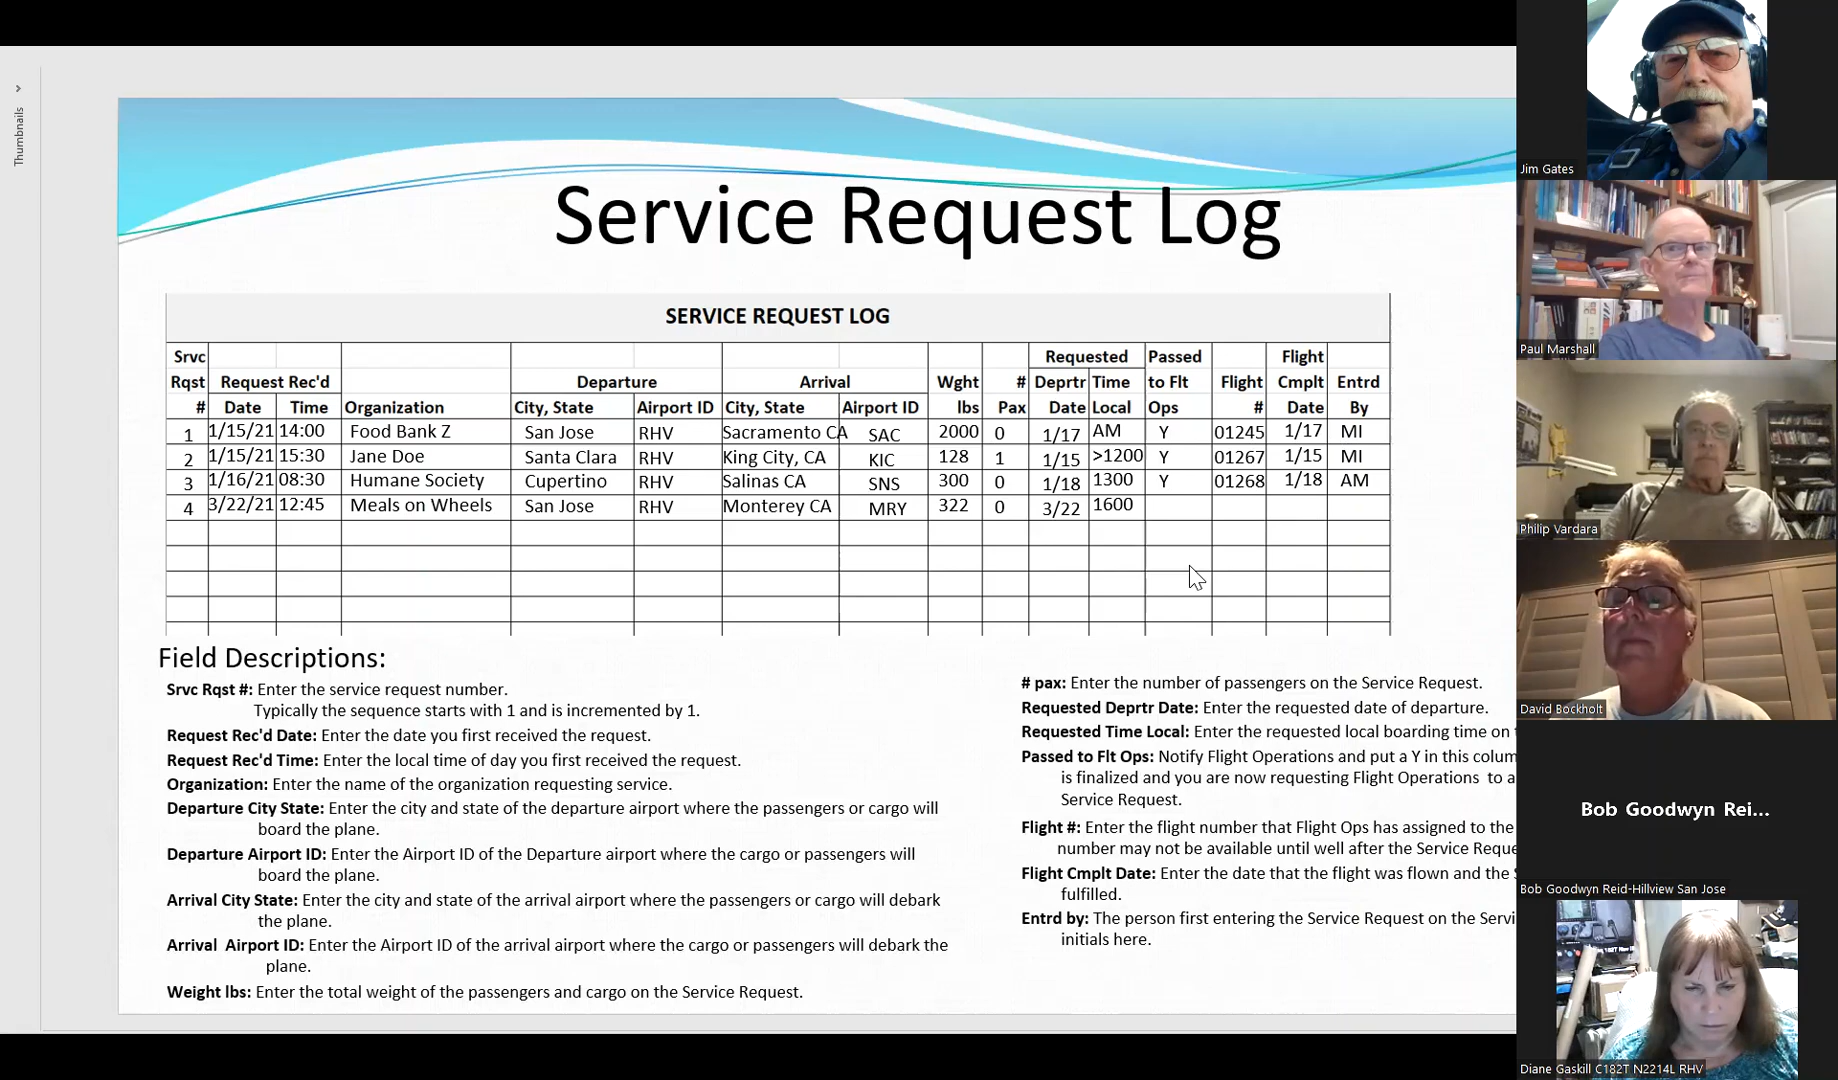 Thumbnails
Service Request Log
SERVICE REQUEST LOG
Srvc Requested Passed Flight
Rqst Request Rec'd Departure Arrival Wght # Deprtr Time to Flt Flight Cmplt Entrd
# Date Time Organization City, State Airport ID City, State Airport ID lbs Pax Date Local Ops # Date By
1 1/15/21 14:00 Food Bank Z San Jose RHV Sacramento CA SAC 2000 0 1/17 AM Y 01245 1/17 MI
2 1/15/21 15:30 Jane Doe Santa Clara RHV King City, CA KIC 128 1 1/15 >1200 Y 01267 1/15 MI
3 1/16/21 08:30 Humane Society Cupertino RHV Salinas CA SNS 300 0 1/18 1300 Y 01268 1/18 AM
4 3/22/21 12:45 Meals on Wheels San Jose RHV Monterey CA MRY 322 0 3/22 1600
Field Descriptions:
Srvc Rqst #: Enter the service request number.
Typically the sequence starts with 1 and is incremented by 1.
Request Rec'd Date: Enter the date you first received the request.
Request Rec'd Time: Enter the local time of day you first received the request.
Organization: Enter the name of the organization requesting service.
Departure City State: Enter the city and state of the departure airport where the passengers or cargo will
board the plane.
Departure Airport ID: Enter the Airport ID of the Departure airport where the cargo or passengers will
board the plane.
Arrival City State: Enter the city and state of the arrival airport where the passengers or cargo will debark
the plane.
Arrival Airport ID: Enter the Airport ID of the arrival airport where the cargo or passengers will debark the
plane.
Weight lbs: Enter the total weight of the passengers and cargo on the Service Request.
# pax: Enter the number of passengers on the Service Request.
Requested Deprtr Date: Enter the requested date of departure.
Requested Time Local: Enter the requested local boarding time on
Passed to Flt Ops: Notify Flight Operations and put a Y in this colum
is finalized and you are now requesting Flight Operations to a
Service Request.
Flight #: Enter the flight number that Flight Ops has assigned to the
number may not be available until well after the Service Reque
Flight Cmplt Date: Enter the date that the flight was flown and the
fulfilled.
Entrd by: The person first entering the Service Request on the Servi
initials here.
Jim Gates
Paul Marshall
Philip Vardara
David Bockholt
Bob Goodwyn Rei...
Bob Goodwyn Reid-Hillview San Jose
Diane Gaskill C182T N2214L RHV